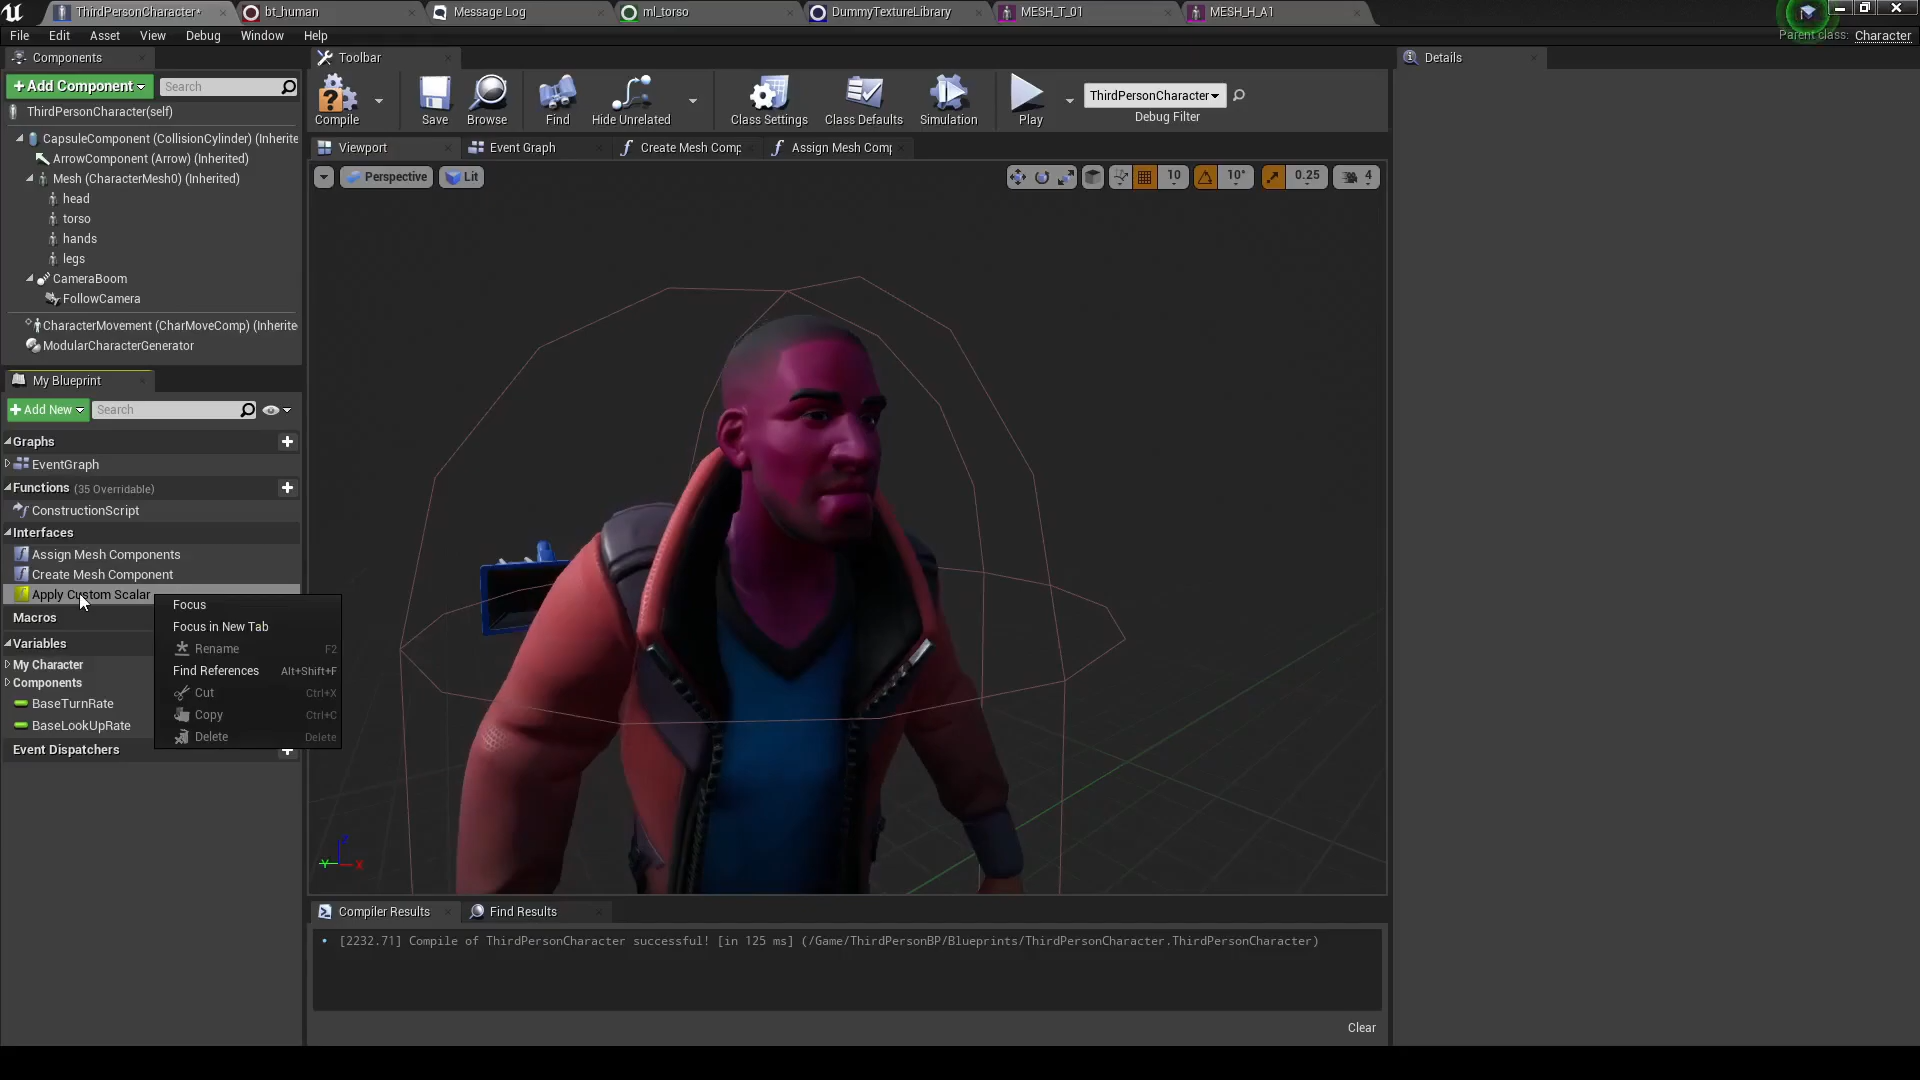 ThirdPersonCharacter*
bt_human
Message Log
ml_torso
DummyTextureLibrary
MESH_T_01
MESH_H_A1
File Edit Asset View Debug Window Help
Parent class: Character
Components
+Add Component
Search
ThirdPersonCharacter(self)
CapsuleComponent (CollisionCylinder) (Inherite
ArrowComponent (Arrow) (Inherited)
Mesh (CharacterMesh0) (Inherited)
head
torso
hands
legs
CameraBoom
FollowCamera
CharacterMovement (CharMoveComp) (Inherite
ModularCharacterGenerator
My Blueprint
+Add New
Search
Graphs
EventGraph
Functions (35 Overridable)
ConstructionScript
Interfaces
Assign Mesh Components
Create Mesh Component
Apply Custom Scalar
Macros
Variables
My Character
Components
BaseTurnRate
BaseLookUpRate
Event Dispatchers
Focus
Focus in New Tab
Rename F2
Find References Alt+Shift+F
Cut Ctrl+X
Copy Ctrl+C
Delete Delete
Toolbar
Compile
Save
Browse
Find
Hide Unrelated
Class Settings
Class Defaults
Simulation
Play
ThirdPersonCharacter
Debug Filter
Viewport
Event Graph
Create Mesh Comp
Assign Mesh Comp
Perspective
Lit
10
10°
0.25
4
Z
Y
X
Compiler Results
Find Results
[2232.71] Compile of ThirdPersonCharacter successful! [in 125 ms] (/Game/ThirdPersonBP/Blueprints/ThirdPersonCharacter.ThirdPersonCharacter)
Clear
Details